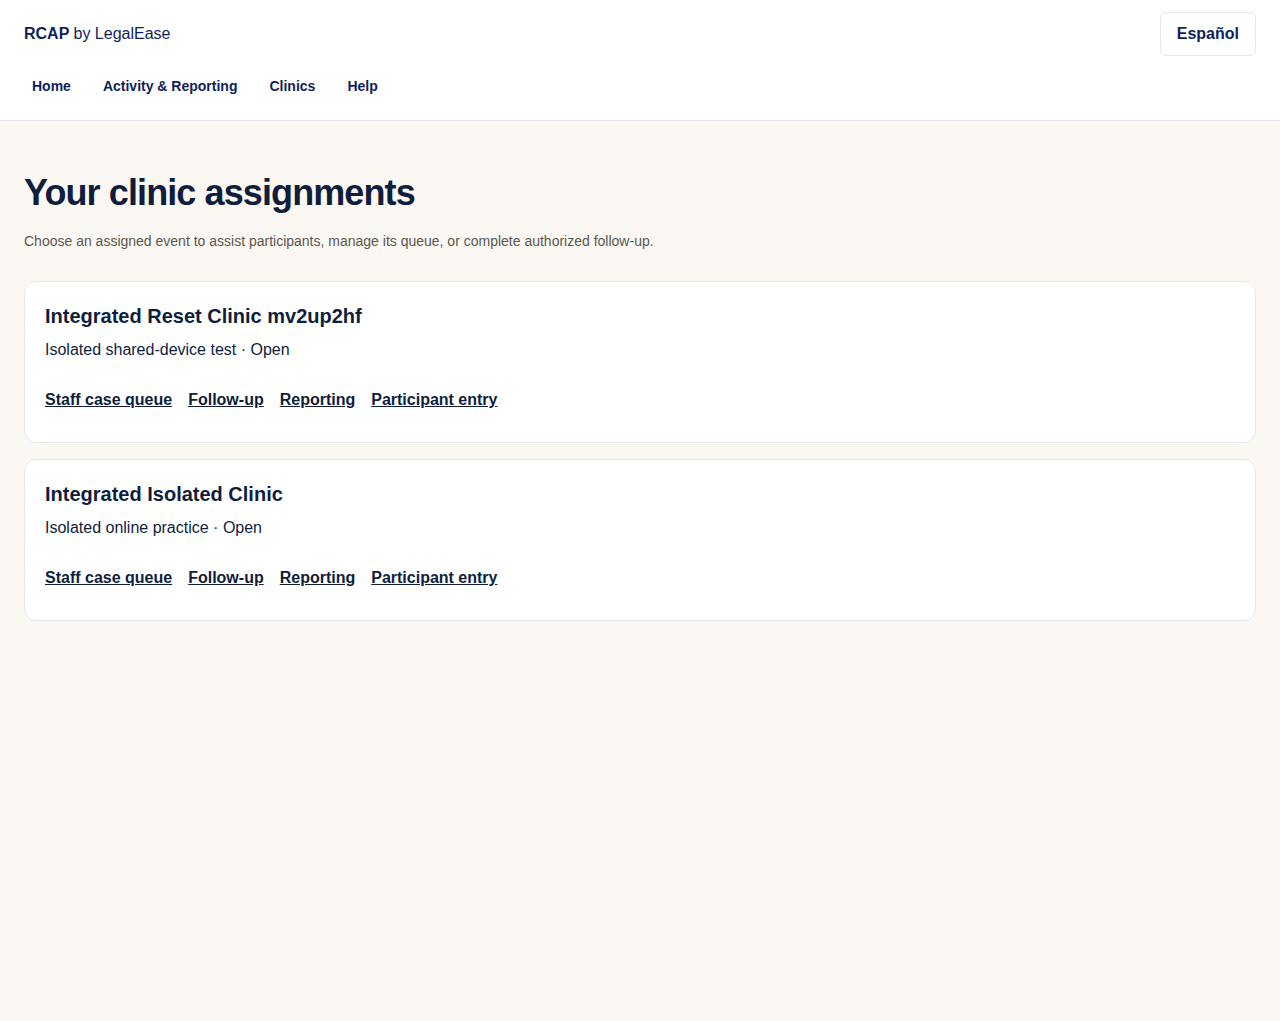 RCAP by LegalEase
Español
Home Activity & Reporting Clinics Help
Your clinic assignments
Choose an assigned event to assist participants, manage its queue, or complete authorized follow-up.
Integrated Reset Clinic mv2up2hf
Isolated shared-device test · Open
Staff case queue Follow-up Reporting Participant entry
Integrated Isolated Clinic
Isolated online practice · Open
Staff case queue Follow-up Reporting Participant entry